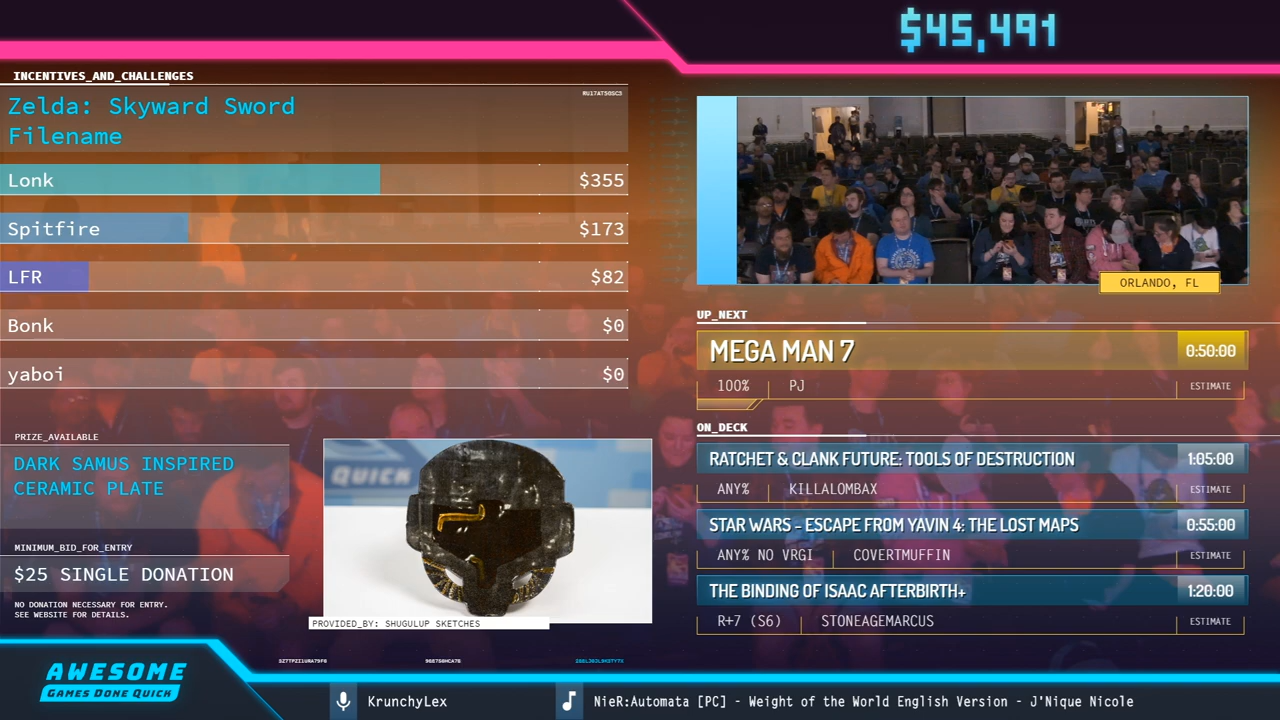 $45,491
INCENTIVES_AND_CHALLENGES
Zelda: Skyward Sword
Filename
Lonk $355
Spitfire $173
LFR $82
Bonk $0
yaboi $0
PRIZE_AVAILABLE
DARK SAMUS INSPIRED
CERAMIC PLATE
MINIMUM_BID_FOR_ENTRY
$25 SINGLE DONATION
NO DONATION NECESSARY FOR ENTRY.
SEE WEBSITE FOR DETAILS.
QUICK
PROVIDED_BY: SHUGULUP SKETCHES
ORLANDO, FL
UP_NEXT
MEGA MAN 7 0:50:00
100% PJ ESTIMATE
ON_DECK
RATCHET & CLANK FUTURE: TOOLS OF DESTRUCTION 1:05:00
ANY% KILLALOMBAX ESTIMATE
STAR WARS - ESCAPE FROM YAVIN 4: THE LOST MAPS 0:55:00
ANY% NO VRGI COVERTMUFFIN ESTIMATE
THE BINDING OF ISAAC AFTERBIRTH+ 1:20:00
R+7 (S6) STONEAGEMARCUS ESTIMATE
AWESOME
GAMES DONE QUICK
KrunchyLex
NieR:Automata [PC] - Weight of the World English Version - J'Nique Nicole